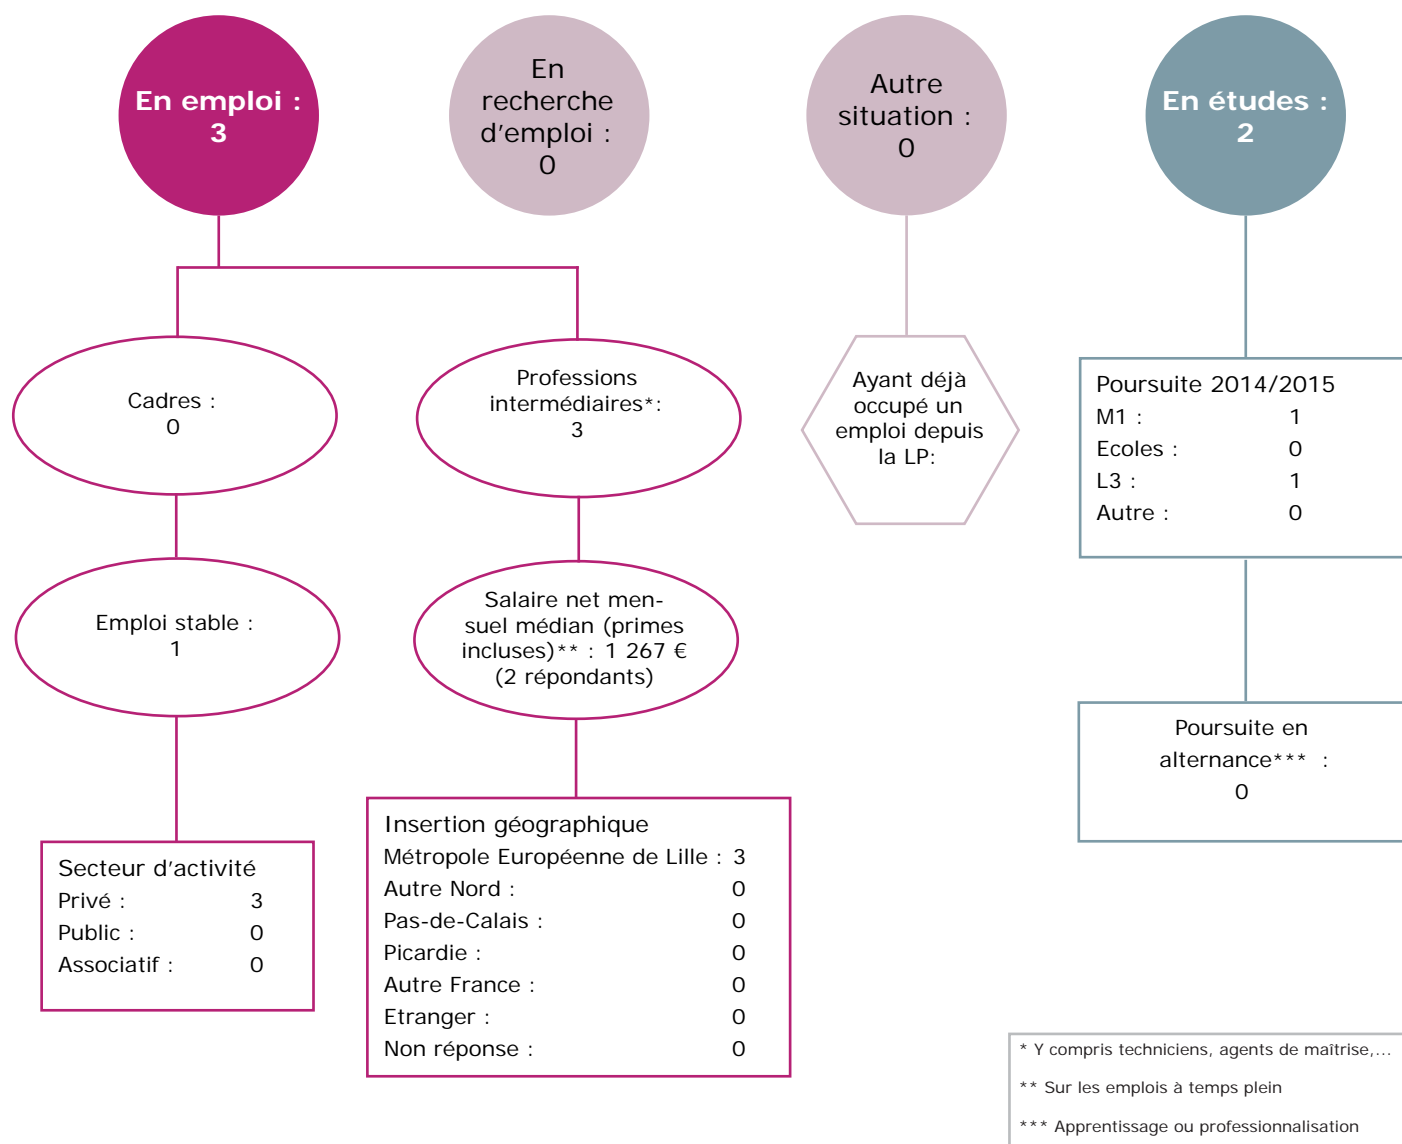 En emploi :
3
En
recherche
d'emploi :
0
Autre
situation :
0
En études :
2
Cadres :
0
Professions
intermédiaires*:
3
Ayant déjà
occupé un
emploi depuis
la LP:
Poursuite 2014/2015
M1 : 1
Ecoles : 0
L3 : 1
Autre : 0
Emploi stable :
1
Salaire net men-
suel médian (primes
incluses)** : 1 267 €
(2 répondants)
Poursuite en
alternance*** :
0
Secteur d'activité
Privé : 3
Public : 0
Associatif : 0
Insertion géographique
Métropole Européenne de Lille : 3
Autre Nord : 0
Pas-de-Calais : 0
Picardie : 0
Autre France : 0
Etranger : 0
Non réponse : 0
* Y compris techniciens, agents de maîtrise,...
** Sur les emplois à temps plein
*** Apprentissage ou professionnalisation